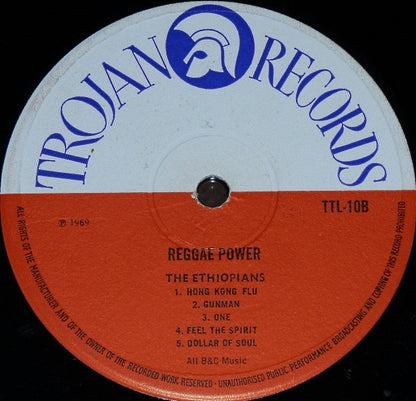 TROJAN RECORDS
TTL-10B
℗ 1969
REGGAE POWER
THE ETHIOPIANS
1. HONG KONG FLU
2. GUNMAN
3. ONE
4. FEEL THE SPIRIT
5. DOLLAR OF SOUL
All B&C Music
ALL RIGHTS OF THE MANUFACTURER AND OF THE OWNER OF THE RECORDED WORK RESERVED - UNAUTHORISED PUBLIC PERFORMANCE BROADCASTING AND COPYING OF THIS RECORD PROHIBITED